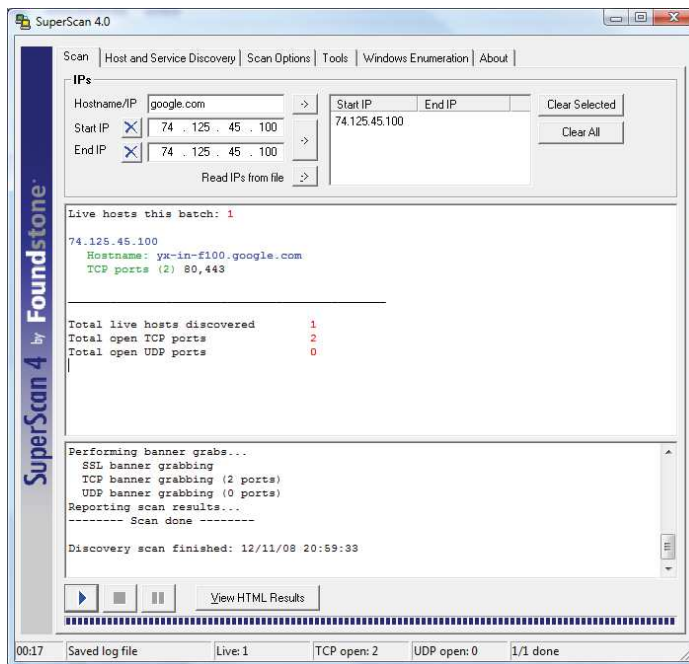 SuperScan 4.0
Scan Host and Service Discovery Scan Options Tools Windows Enumeration About
IPs
Hostname/IP google.com ->
Start IP 74 . 125 . 45 . 100
End IP 74 . 125 . 45 . 100
->
Read IPs from file ->
Start IP End IP
74.125.45.100
Clear Selected
Clear All
SuperScan 4 by Foundstone
Live hosts this batch: 1
74.125.45.100
Hostname: yx-in-f100.google.com
TCP ports (2) 80,443
Total live hosts discovered 1
Total open TCP ports 2
Total open UDP ports 0
Performing banner grabs...
SSL banner grabbing
TCP banner grabbing (2 ports)
UDP banner grabbing (0 ports)
Reporting scan results...
-------- Scan done --------
Discovery scan finished: 12/11/08 20:59:33
View HTML Results
00:17 Saved log file Live: 1 TCP open: 2 UDP open: 0 1/1 done